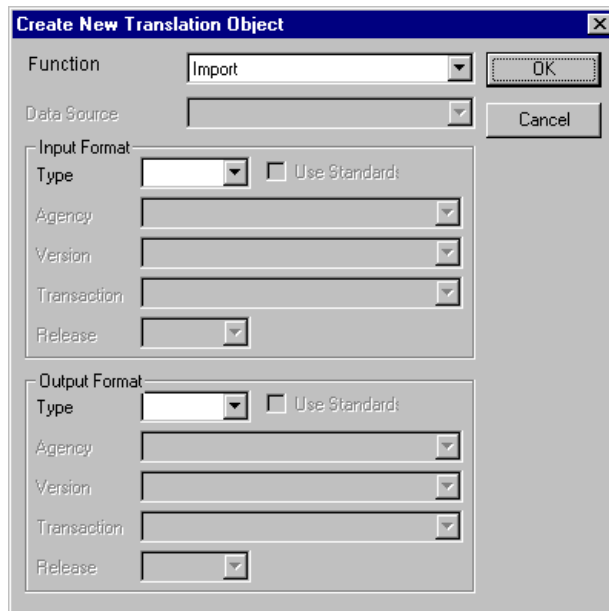 Create New Translation Object
Function Import OK
Data Source Cancel
Input Format
Type Use Standards
Agency
Version
Transaction
Release
Output Format
Type Use Standards
Agency
Version
Transaction
Release